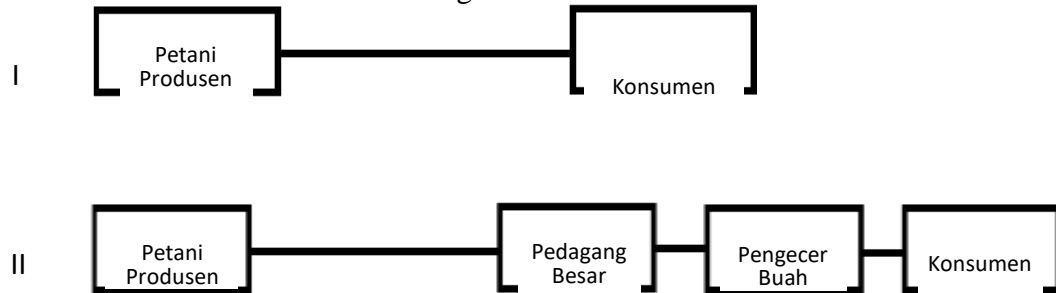 I
Petani
Produsen
Konsumen
II
Petani
Produsen
Pedagang
Besar
Pengecer
Buah
Konsumen